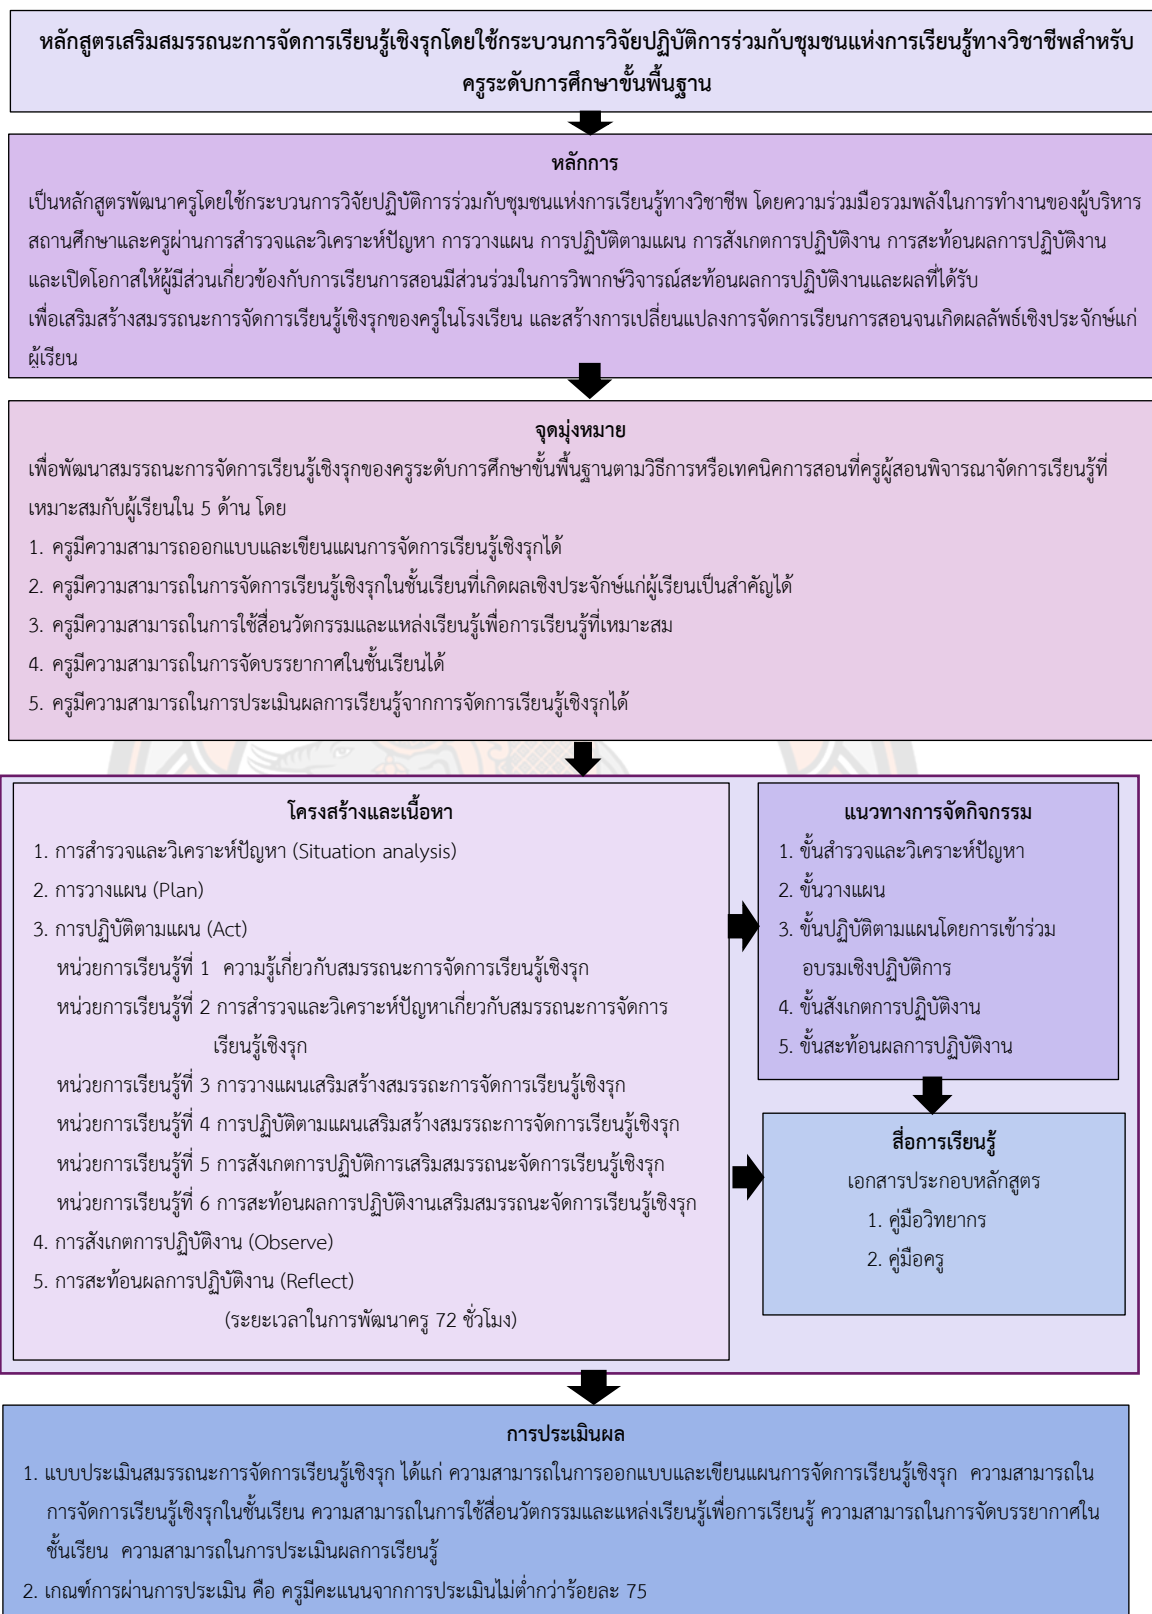 หลักสูตรเสริมสมรรถนะการจัดการเรียนรู้เชิงรุกโดยใช้กระบวนการวิจัยปฏิบัติการร่วมกับชุมชนแห่งการเรียนรู้ทางวิชาชีพสำหรับ
ครูระดับการศึกษาขั้นพื้นฐาน
หลักการ
เป็นหลักสูตรพัฒนาครูโดยใช้กระบวนการวิจัยปฏิบัติการร่วมกับชุมชนแห่งการเรียนรู้ทางวิชาชีพ โดยความร่วมมือรวมพลังในการทำงานของผู้บริหาร
สถานศึกษาและครูผ่านการสำรวจและวิเคราะห์ปัญหา การวางแผน การปฏิบัติตามแผน การสังเกตการปฏิบัติงาน การสะท้อนผลการปฏิบัติงาน
และเปิดโอกาสให้ผู้มีส่วนเกี่ยวข้องกับการเรียนการสอนมีส่วนร่วมในการวิพากษ์วิจารณ์สะท้อนผลการปฏิบัติงานและผลที่ได้รับ
เพื่อเสริมสร้างสมรรถนะการจัดการเรียนรู้เชิงรุกของครูในโรงเรียน และสร้างการเปลี่ยนแปลงการจัดการเรียนการสอนจนเกิดผลลัพธ์เชิงประจักษ์แก่
ผู้เรียน
จุดมุ่งหมาย
เพื่อพัฒนาสมรรถนะการจัดการเรียนรู้เชิงรุกของครูระดับการศึกษาขั้นพื้นฐานตามวิธีการหรือเทคนิคการสอนที่ครูผู้สอนพิจารณาจัดการเรียนรู้ที่
เหมาะสมกับผู้เรียนใน 5 ด้าน โดย
1. ครูมีความสามารถออกแบบและเขียนแผนการจัดการเรียนรู้เชิงรุกได้
2. ครูมีความสามารถในการจัดการเรียนรู้เชิงรุกในชั้นเรียนที่เกิดผลเชิงประจักษ์แก่ผู้เรียนเป็นสำคัญได้
3. ครูมีความสามารถในการใช้สื่อนวัตกรรมและแหล่งเรียนรู้เพื่อการเรียนรู้ที่เหมาะสม
4. ครูมีความสามารถในการจัดบรรยากาศในชั้นเรียนได้
5. ครูมีความสามารถในการประเมินผลการเรียนรู้จากการจัดการเรียนรู้เชิงรุกได้
โครงสร้างและเนื้อหา
1. การสำรวจและวิเคราะห์ปัญหา (Situation analysis)
2. การวางแผน (Plan)
3. การปฏิบัติตามแผน (Act)
หน่วยการเรียนรู้ที่ 1 ความรู้เกี่ยวกับสมรรถนะการจัดการเรียนรู้เชิงรุก
หน่วยการเรียนรู้ที่ 2 การสำรวจและวิเคราะห์ปัญหาเกี่ยวกับสมรรถนะการจัดการ
เรียนรู้เชิงรุก
หน่วยการเรียนรู้ที่ 3 การวางแผนเสริมสร้างสมรรถะการจัดการเรียนรู้เชิงรุก
หน่วยการเรียนรู้ที่ 4 การปฏิบัติตามแผนเสริมสร้างสมรรถะการจัดการเรียนรู้เชิงรุก
หน่วยการเรียนรู้ที่ 5 การสังเกตการปฏิบัติการเสริมสมรรถนะจัดการเรียนรู้เชิงรุก
หน่วยการเรียนรู้ที่ 6 การสะท้อนผลการปฏิบัติงานเสริมสมรรถนะจัดการเรียนรู้เชิงรุก
4. การสังเกตการปฏิบัติงาน (Observe)
5. การสะท้อนผลการปฏิบัติงาน (Reflect)
(ระยะเวลาในการพัฒนาครู 72 ชั่วโมง)
แนวทางการจัดกิจกรรม
1. ขั้นสำรวจและวิเคราะห์ปัญหา
2. ขั้นวางแผน
3. ขั้นปฏิบัติตามแผนโดยการเข้าร่วม
อบรมเชิงปฏิบัติการ
4. ขั้นสังเกตการปฏิบัติงาน
5. ขั้นสะท้อนผลการปฏิบัติงาน
สื่อการเรียนรู้
เอกสารประกอบหลักสูตร
1. คู่มือวิทยากร
2. คู่มือครู
การประเมินผล
1. แบบประเมินสมรรถนะการจัดการเรียนรู้เชิงรุก ได้แก่ ความสามารถในการออกแบบและเขียนแผนการจัดการเรียนรู้เชิงรุก ความสามารถใน
การจัดการเรียนรู้เชิงรุกในชั้นเรียน ความสามารถในการใช้สื่อนวัตกรรมและแหล่งเรียนรู้เพื่อการเรียนรู้ ความสามารถในการจัดบรรยากาศใน
ชั้นเรียน ความสามารถในการประเมินผลการเรียนรู้
2. เกณฑ์การผ่านการประเมิน คือ ครูมีคะแนนจากการประเมินไม่ต่ำกว่าร้อยละ 75